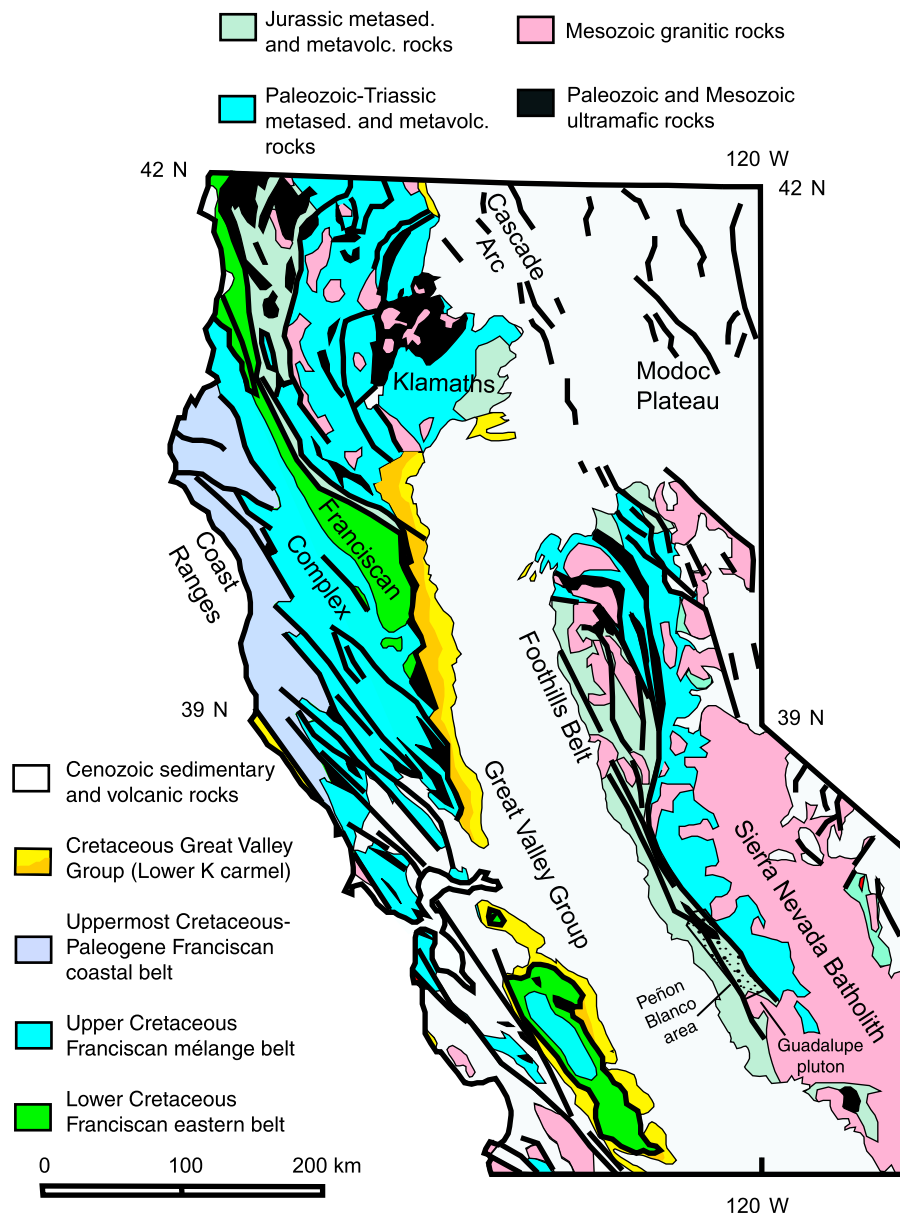 Jurassic metased.
and metavolc. rocks
Mesozoic granitic rocks
Paleozoic-Triassic
metased. and metavolc.
rocks
Paleozoic and Mesozoic
ultramafic rocks
42 N
120 W
42 N
Cascade
Arc
Modoc
Plateau
Klamaths
Franciscan
Complex
Coast
Ranges
39 N
39 N
Foothills Belt
Great Valley Group
Sierra Nevada Batholith
Peñon
Blanco
area
Guadalupe
pluton
Cenozoic sedimentary
and volcanic rocks
Cretaceous Great Valley
Group (Lower K carmel)
Uppermost Cretaceous-
Paleogene Franciscan
coastal belt
Upper Cretaceous
Franciscan mélange belt
Lower Cretaceous
Franciscan eastern belt
0 100 200 km
120 W